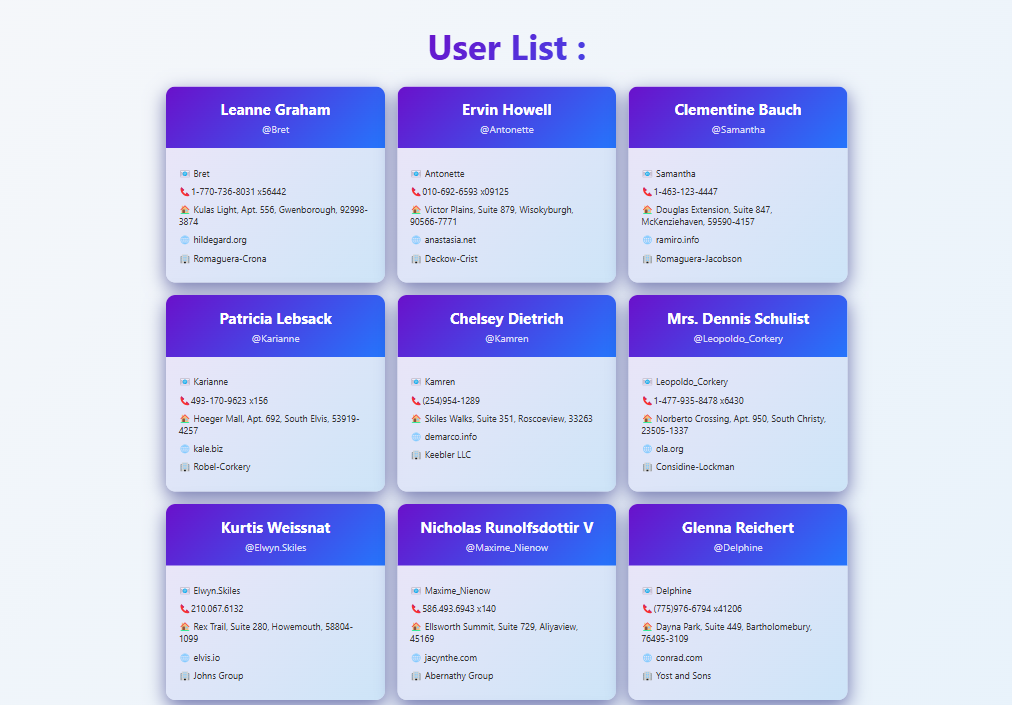 User List :
Leanne Graham
@Bret
Bret
1-770-736-8031 x56442
Kulas Light, Apt. 556, Gwenborough, 92998-
3874
hildegard.org
Romaguera-Crona
Ervin Howell
@Antonette
Antonette
010-692-6593 x09125
Victor Plains, Suite 879, Wisokyburgh,
90566-7771
anastasia.net
Deckow-Crist
Clementine Bauch
@Samantha
Samantha
1-463-123-4447
Douglas Extension, Suite 847,
McKenziehaven, 59590-4157
ramiro.info
Romaguera-Jacobson
Patricia Lebsack
@Karianne
Karianne
493-170-9623 x156
Hoeger Mall, Apt. 692, South Elvis, 53919-
4257
kale.biz
Robel-Corkery
Chelsey Dietrich
@Kamren
Kamren
(254)954-1289
Skiles Walks, Suite 351, Roscoeview, 33263
demarco.info
Keebler LLC
Mrs. Dennis Schulist
@Leopoldo_Corkery
Leopoldo_Corkery
1-477-935-8478 x6430
Norberto Crossing, Apt. 950, South Christy,
23505-1337
ola.org
Considine-Lockman
Kurtis Weissnat
@Elwyn.Skiles
Elwyn.Skiles
210.067.6132
Rex Trail, Suite 280, Howemouth, 58804-
1099
elvis.io
Johns Group
Nicholas Runolfsdottir V
@Maxime_Nienow
Maxime_Nienow
586.493.6943 x140
Ellsworth Summit, Suite 729, Aliyaview,
45169
jacynthe.com
Abernathy Group
Glenna Reichert
@Delphine
Delphine
(775)976-6794 x41206
Dayna Park, Suite 449, Bartholomebury,
76495-3109
conrad.com
Yost and Sons